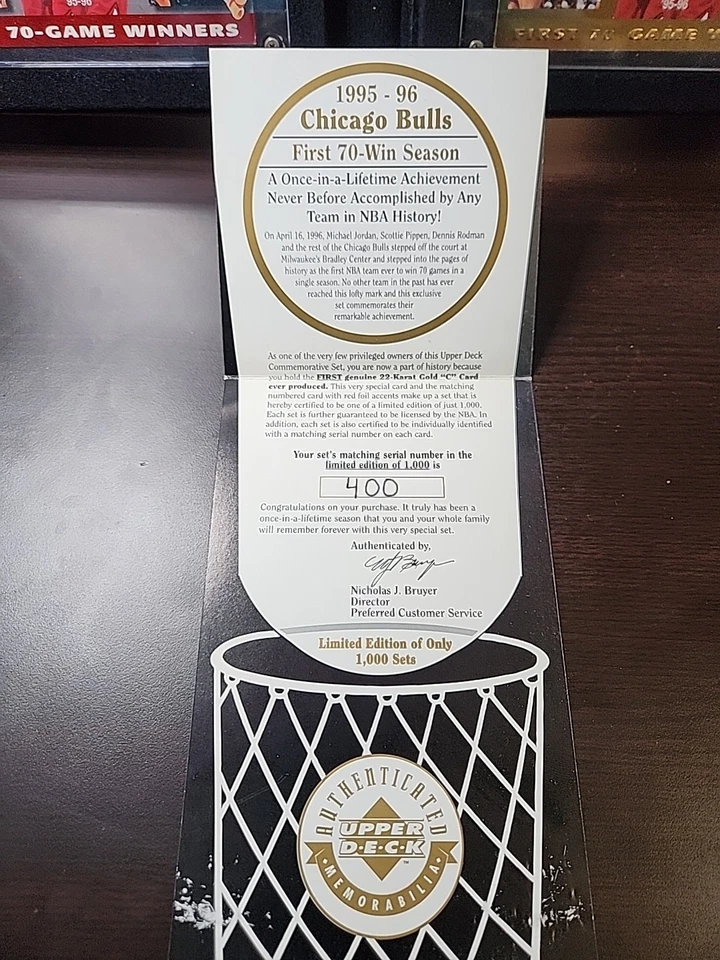 95-96
70-GAME WINNERS
95-96
FIRST 70 GAME W
1995 - 96
Chicago Bulls
First 70-Win Season
A Once-in-a-Lifetime Achievement
Never Before Accomplished by Any
Team in NBA History!
On April 16, 1996, Michael Jordan, Scottie Pippen, Dennis Rodman
and the rest of the Chicago Bulls stepped off the court at
Milwaukee's Bradley Center and stepped into the pages of
history as the first NBA team ever to win 70 games in a
single season. No other team in the past has ever
reached this lofty mark and this exclusive
set commemorates their
remarkable achievement.
As one of the very few privileged owners of this Upper Deck
Commemorative Set, you are now a part of history because
you hold the FIRST genuine 22-Karat Gold "C" Card
ever produced. This very special card and the matching
numbered card with red foil accents make up a set that is
hereby certified to be one of a limited edition of just 1,000.
Each set is further guaranteed to be licensed by the NBA. In
addition, each set is also certified to be individually identified
with a matching serial number on each card.
Your set's matching serial number in the
limited edition of 1,000 is
400
Congratulations on your purchase. It truly has been a
once-in-a-lifetime season that you and your whole family
will remember forever with this very special set.
Authenticated by,
Nicholas J. Bruyer
Director
Preferred Customer Service
Limited Edition of Only
1,000 Sets
AUTHENTICATED
UPPER
D•E•C•K
™
•MEMORABILIA•